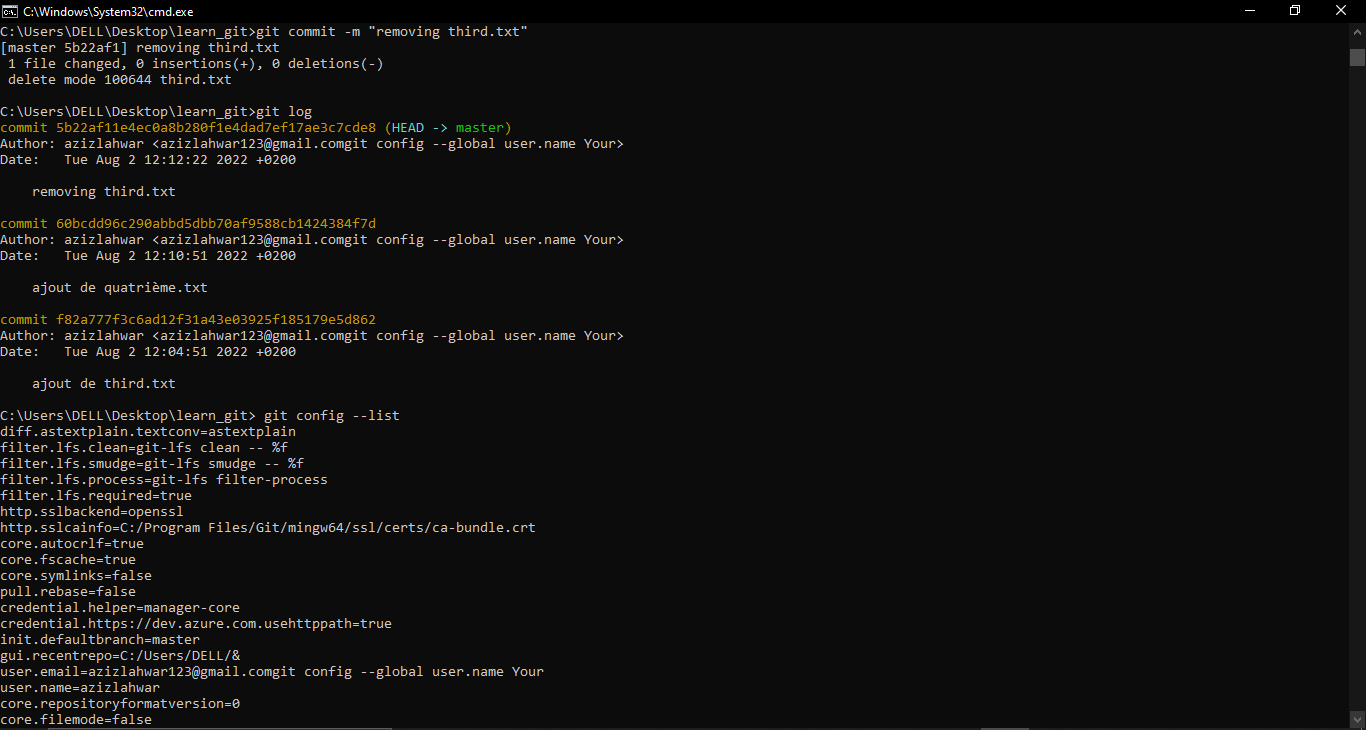 C:\Windows\System32\cmd.exe
C:\Users\DELL\Desktop\learn_git>git commit -m "removing third.txt"
[master 5b22af1] removing third.txt
 1 file changed, 0 insertions(+), 0 deletions(-)
 delete mode 100644 third.txt
C:\Users\DELL\Desktop\learn_git>git log
commit 5b22af11e4ec0a8b280f1e4dad7ef17ae3c7cde8 (HEAD -> master)
Author: azizlahwar <azizlahwar123@gmail.comgit config --global user.name Your>
Date:   Tue Aug 2 12:12:22 2022 +0200
    removing third.txt
commit 60bcdd96c290abbd5dbb70af9588cb1424384f7d
Author: azizlahwar <azizlahwar123@gmail.comgit config --global user.name Your>
Date:   Tue Aug 2 12:10:51 2022 +0200
    ajout de quatrième.txt
commit f82a777f3c6ad12f31a43e03925f185179e5d862
Author: azizlahwar <azizlahwar123@gmail.comgit config --global user.name Your>
Date:   Tue Aug 2 12:04:51 2022 +0200
    ajout de third.txt
C:\Users\DELL\Desktop\learn_git> git config --list
diff.astextplain.textconv=astextplain
filter.lfs.clean=git-lfs clean -- %f
filter.lfs.smudge=git-lfs smudge -- %f
filter.lfs.process=git-lfs filter-process
filter.lfs.required=true
http.sslbackend=openssl
http.sslcainfo=C:/Program Files/Git/mingw64/ssl/certs/ca-bundle.crt
core.autocrlf=true
core.fscache=true
core.symlinks=false
pull.rebase=false
credential.helper=manager-core
credential.https://dev.azure.com.usehttppath=true
init.defaultbranch=master
gui.recentrepo=C:/Users/DELL/&
user.email=azizlahwar123@gmail.comgit config --global user.name Your
user.name=azizlahwar
core.repositoryformatversion=0
core.filemode=false